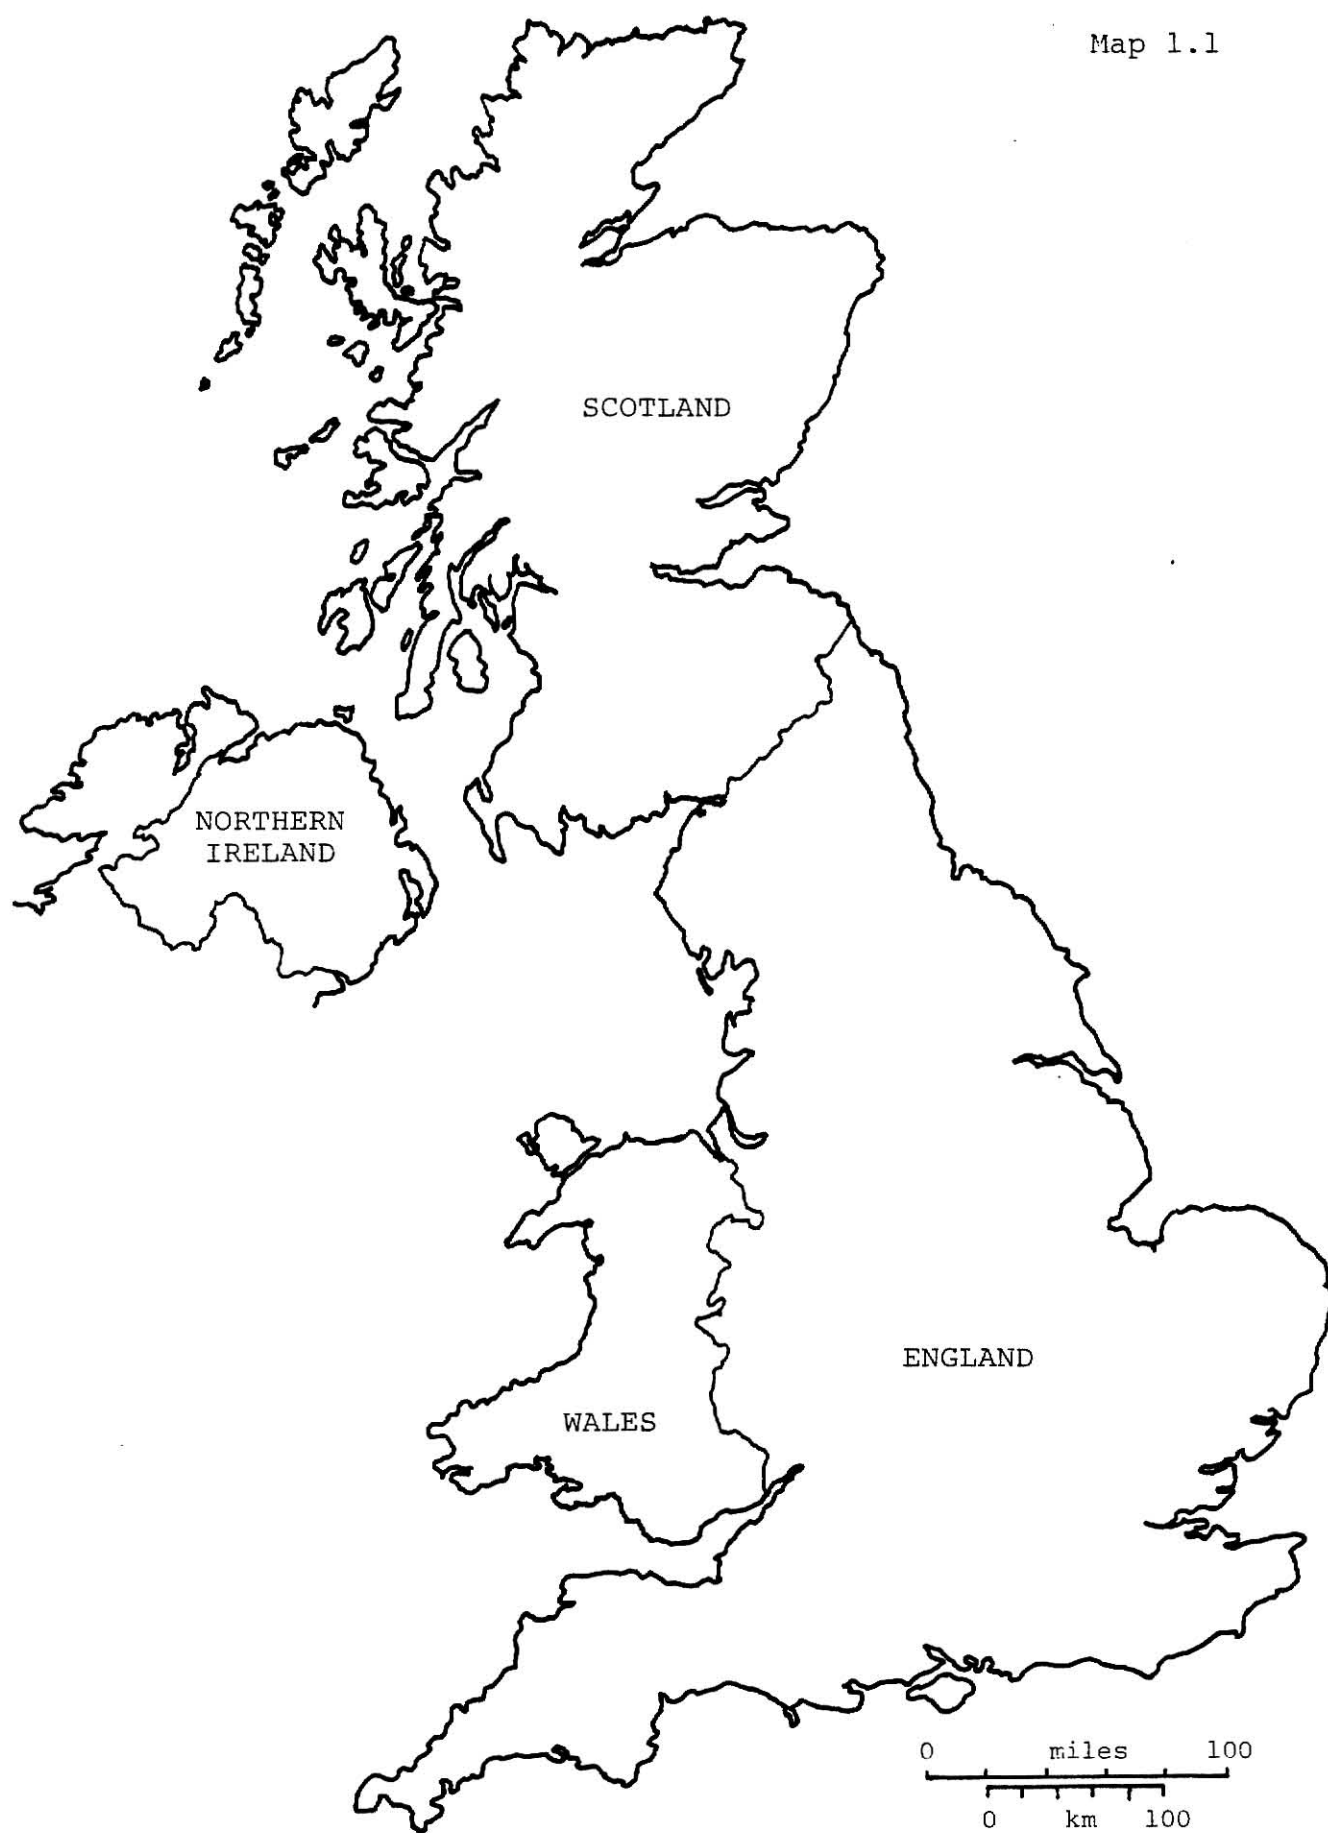 Map 1.1
SCOTLAND
NORTHERN
IRELAND
ENGLAND
WALES
0 miles 100
0 km 100